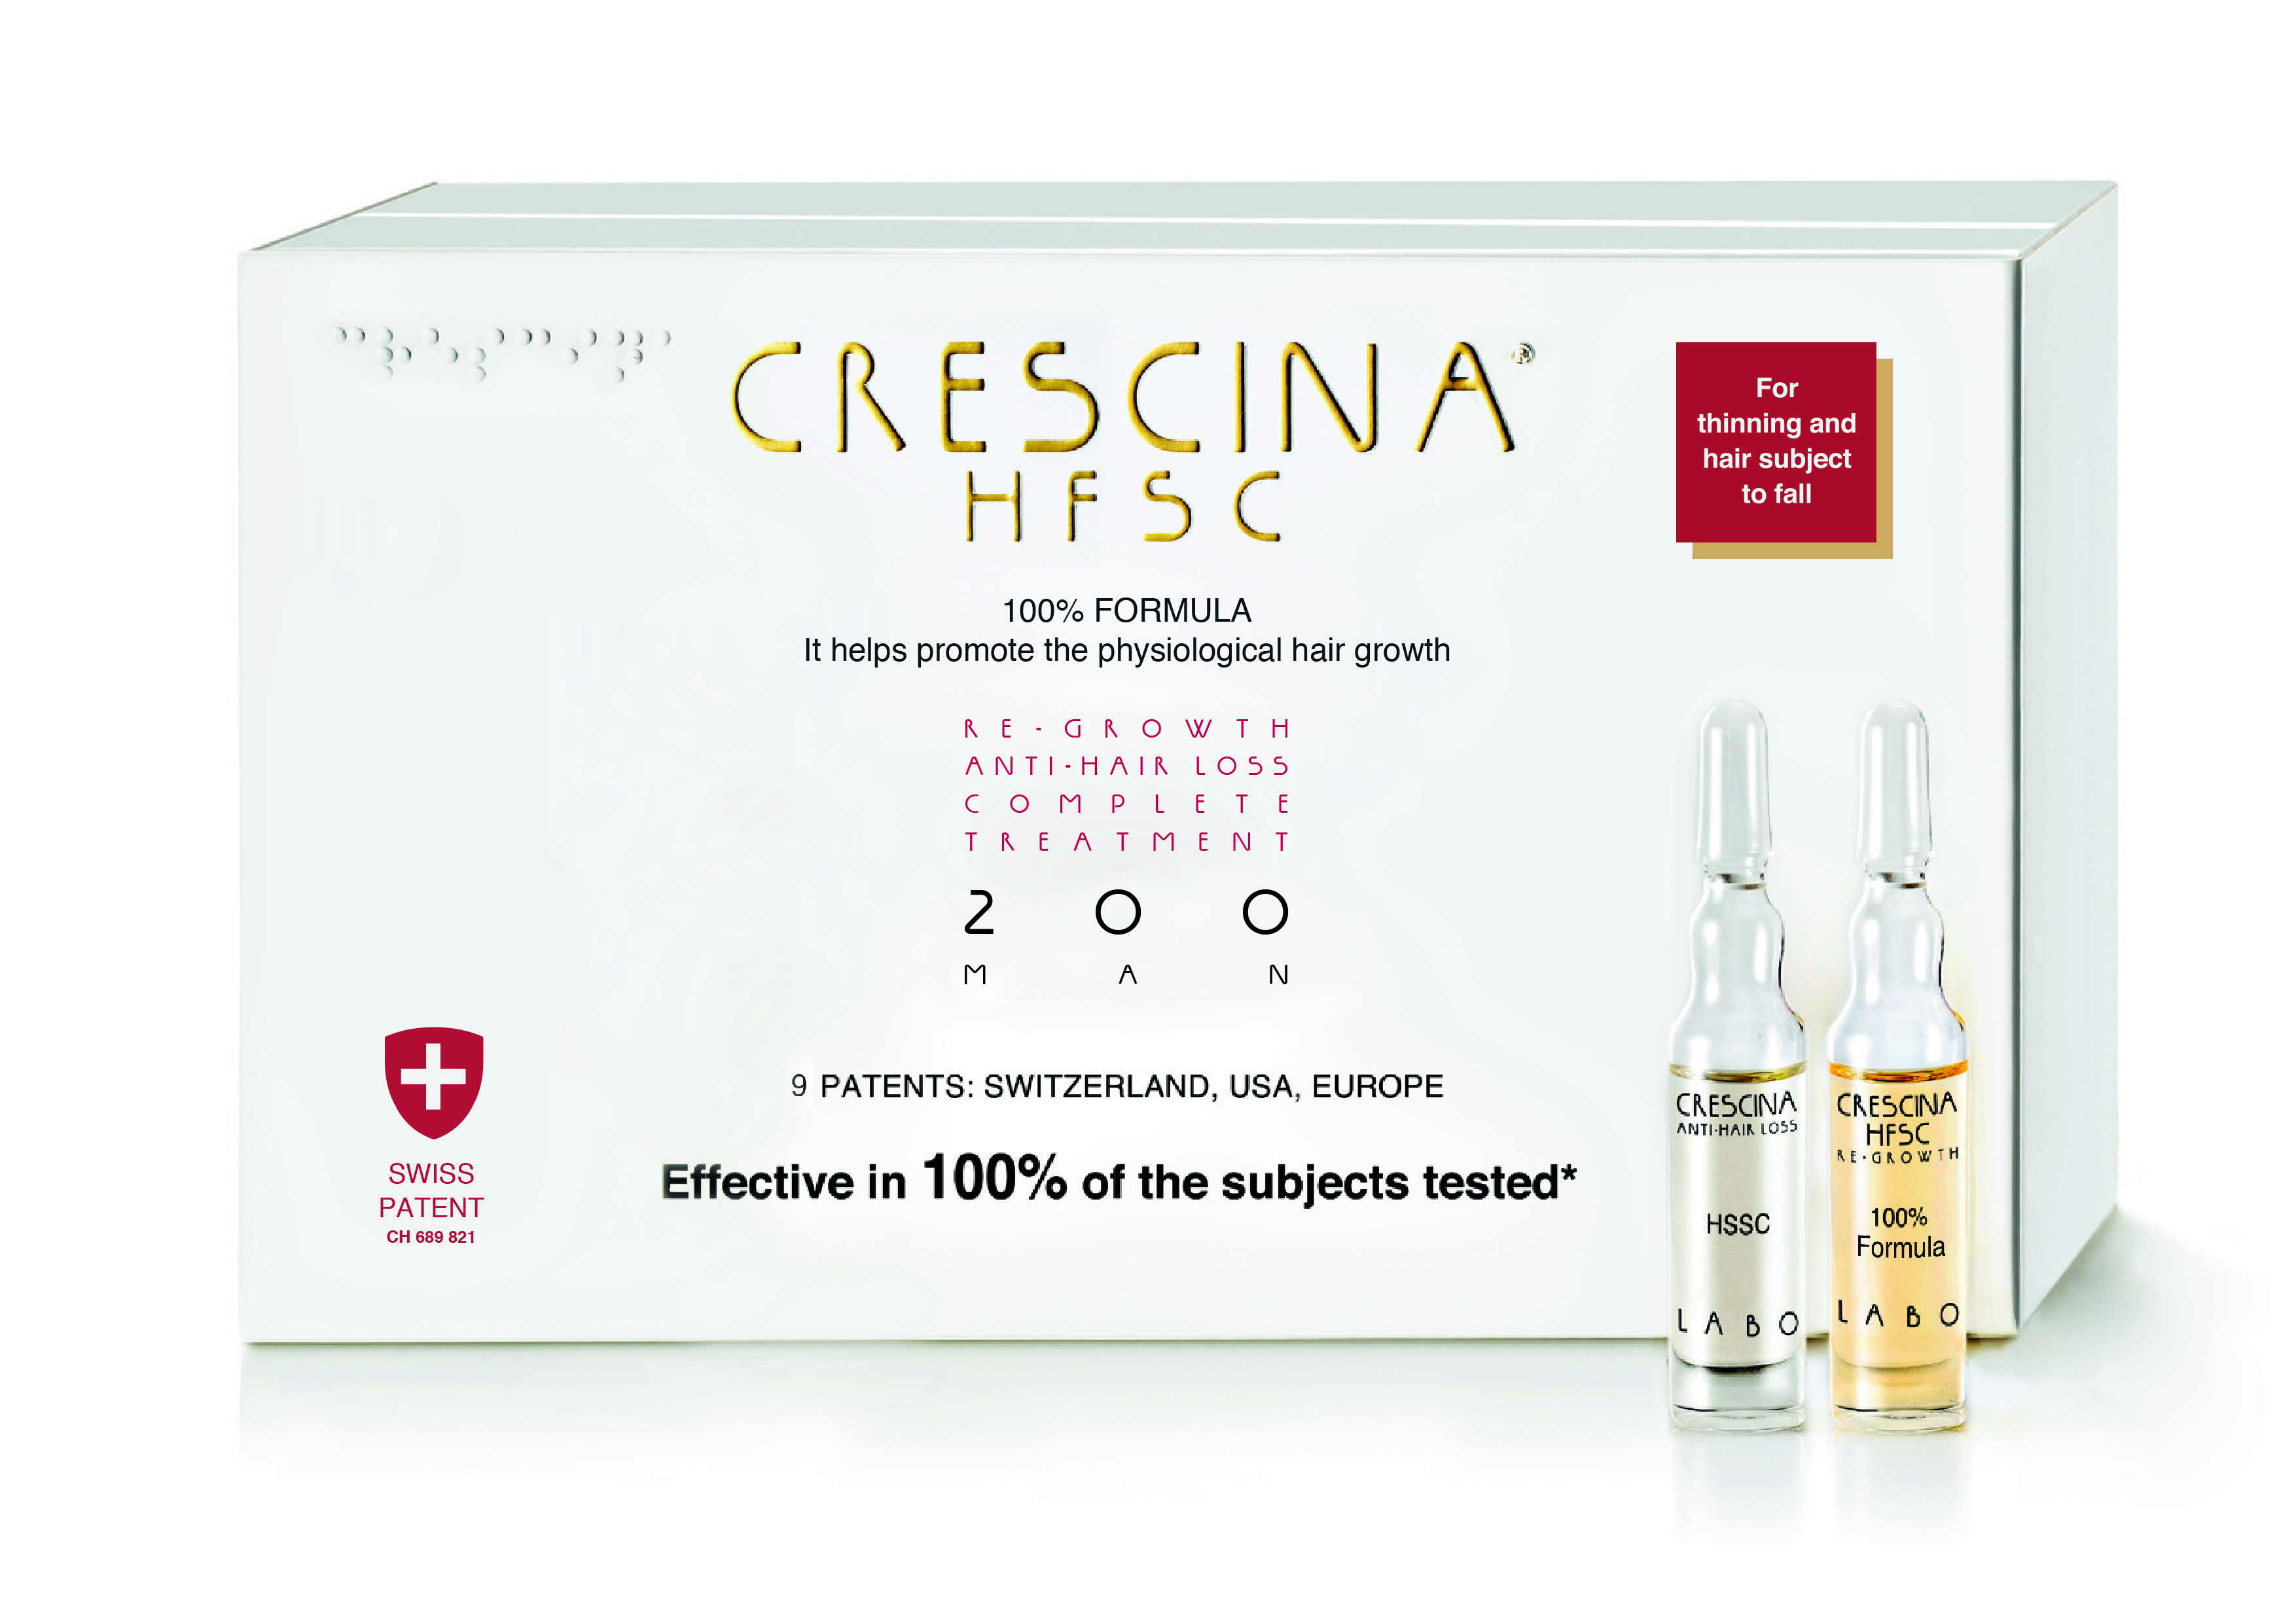 CRESCINA®
HFSC
100% FORMULA
It helps promote the physiological hair growth
RE-GROWTH
ANTI-HAIR LOSS
COMPLETE
TREATMENT
200
MAN
9 PATENTS: SWITZERLAND, USA, EUROPE
Effective in 100% of the subjects tested*
SWISS
PATENT
CH 689 821
For
thinning and
hair subject
to fall
CRESCINA
ANTI-HAIR LOSS
HSSC
LABO
CRESCINA
HFSC
RE-GROWTH
100%
Formula
LABO